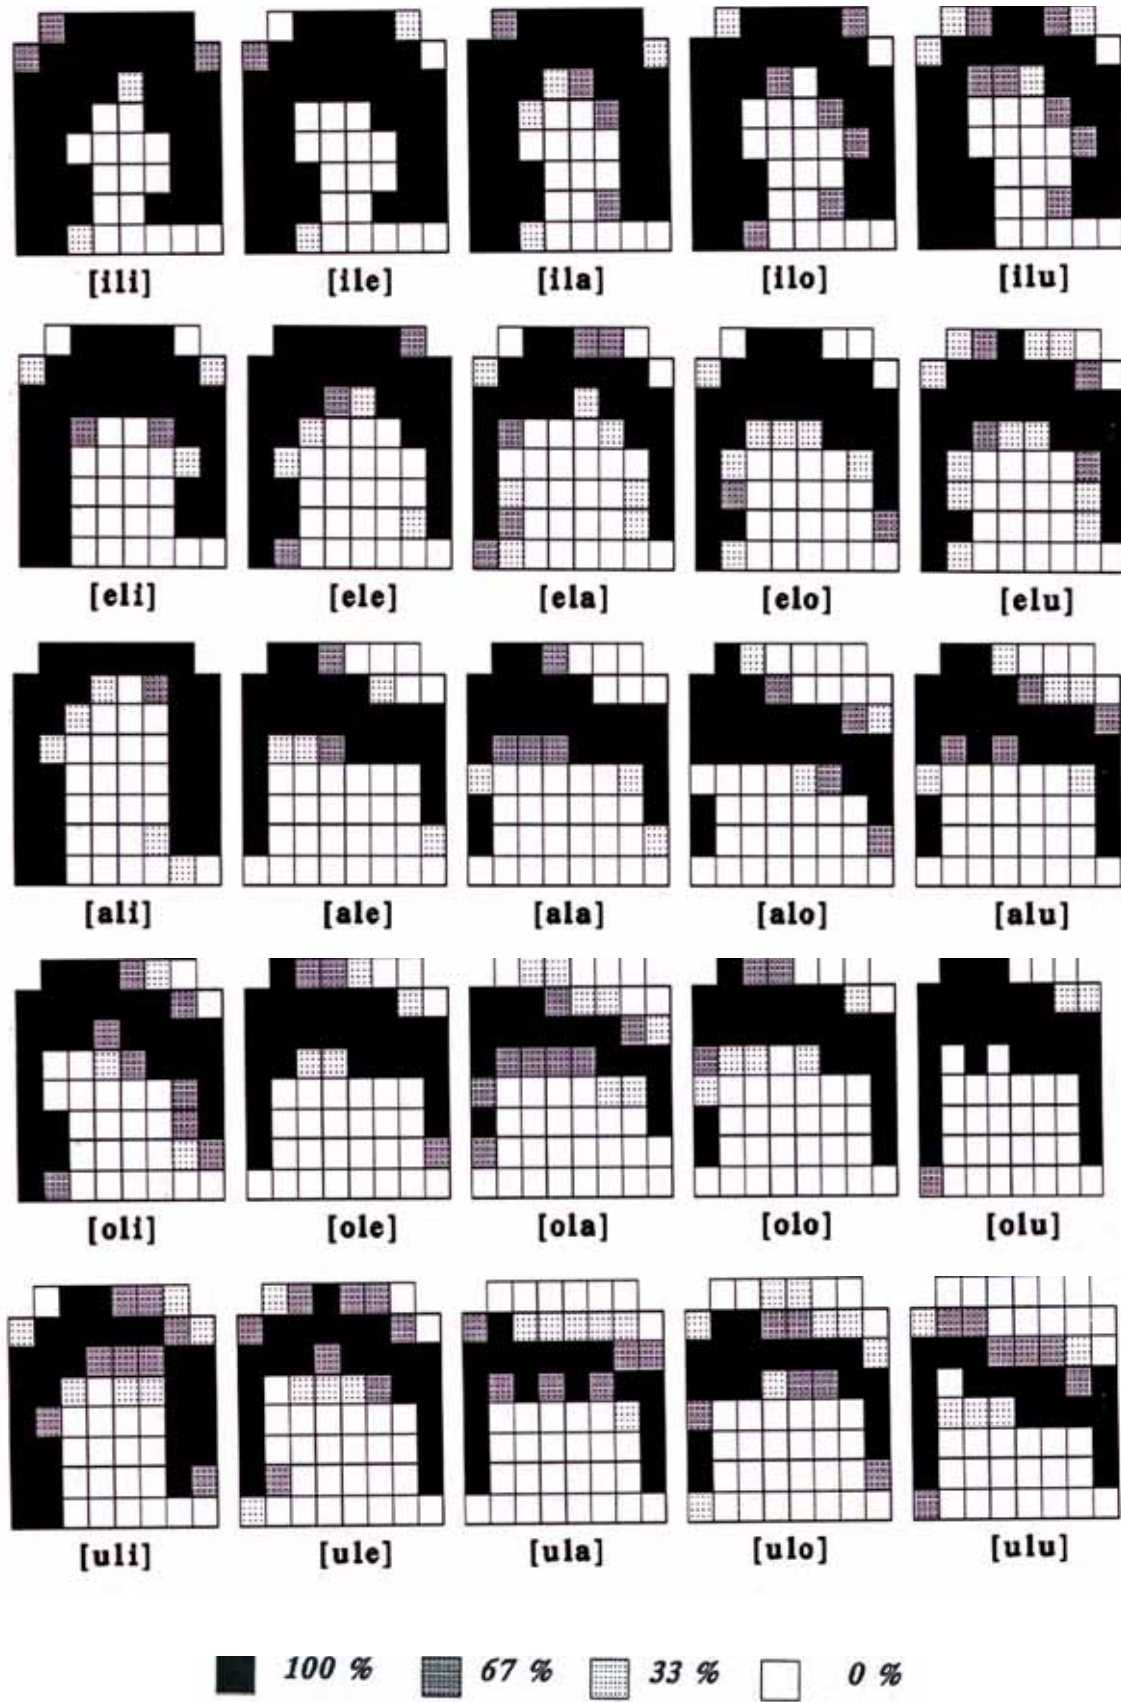 [ili] [ile] [ila] [ilo] [ilu]
[eli] [ele] [ela] [elo] [elu]
[ali] [ale] [ala] [alo] [alu]
[oli] [ole] [ola] [olo] [olu]
[uli] [ule] [ula] [ulo] [ulu]
100 % 67 % 33 % 0 %